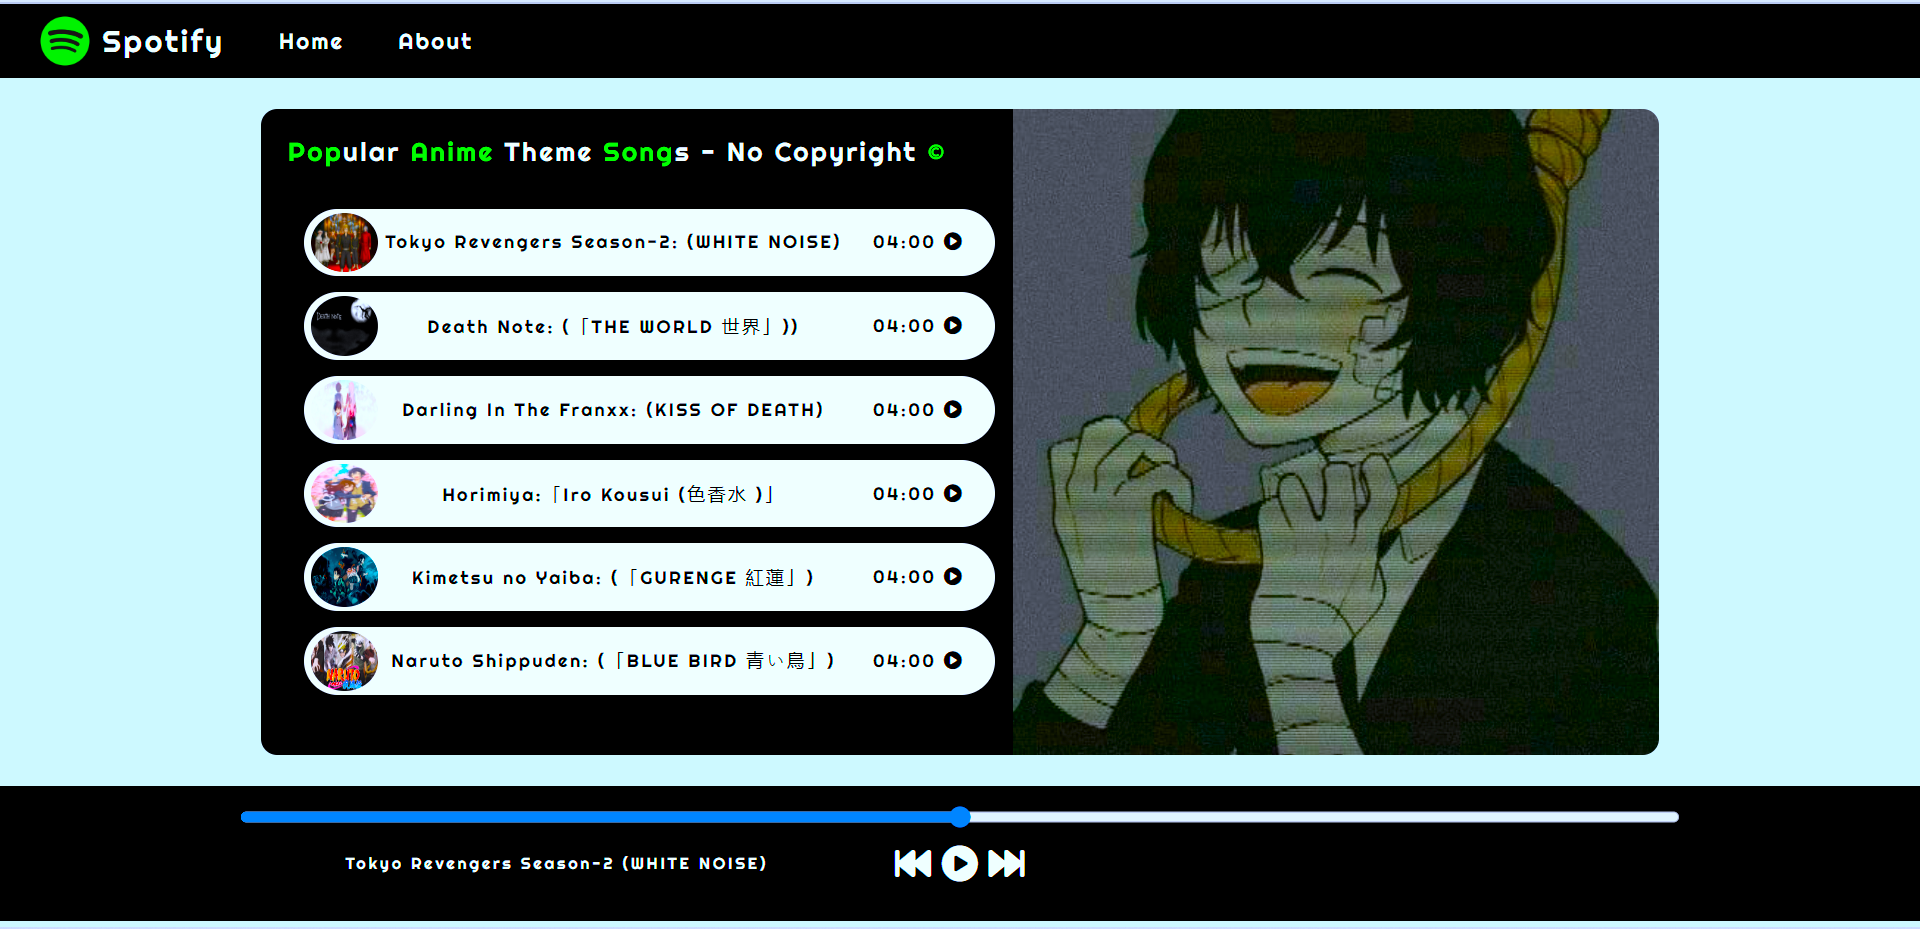 Spotify Home About
Popular Anime Theme Songs - No Copyright ©
Tokyo Revengers Season-2: (WHITE NOISE) 04:00
DEATH NOTE
Death Note: (「THE WORLD 世界」)) 04:00
Darling In The Franxx: (KISS OF DEATH) 04:00
Horimiya:「Iro Kousui (色香水 )」 04:00
Kimetsu no Yaiba: (「GURENGE 紅蓮」) 04:00
NARUTO
Naruto Shippuden: (「BLUE BIRD 青い鳥」) 04:00
Tokyo Revengers Season-2 (WHITE NOISE)